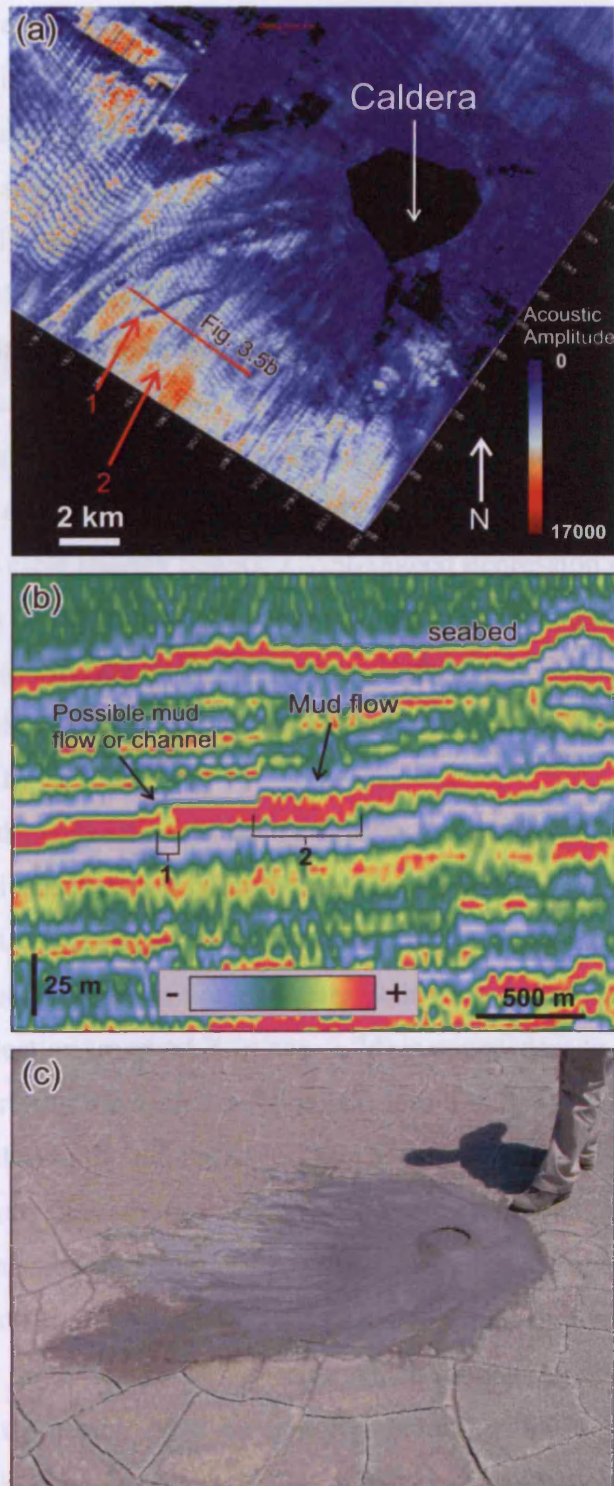 (a)
Caldera
Fig. 3.5b
Acoustic
Amplitude
0
1
2
2 km
N
17000
(b)
seabed
Possible mud
flow or channel
Mud flow
1
2
25 m
- +
500 m
(c)